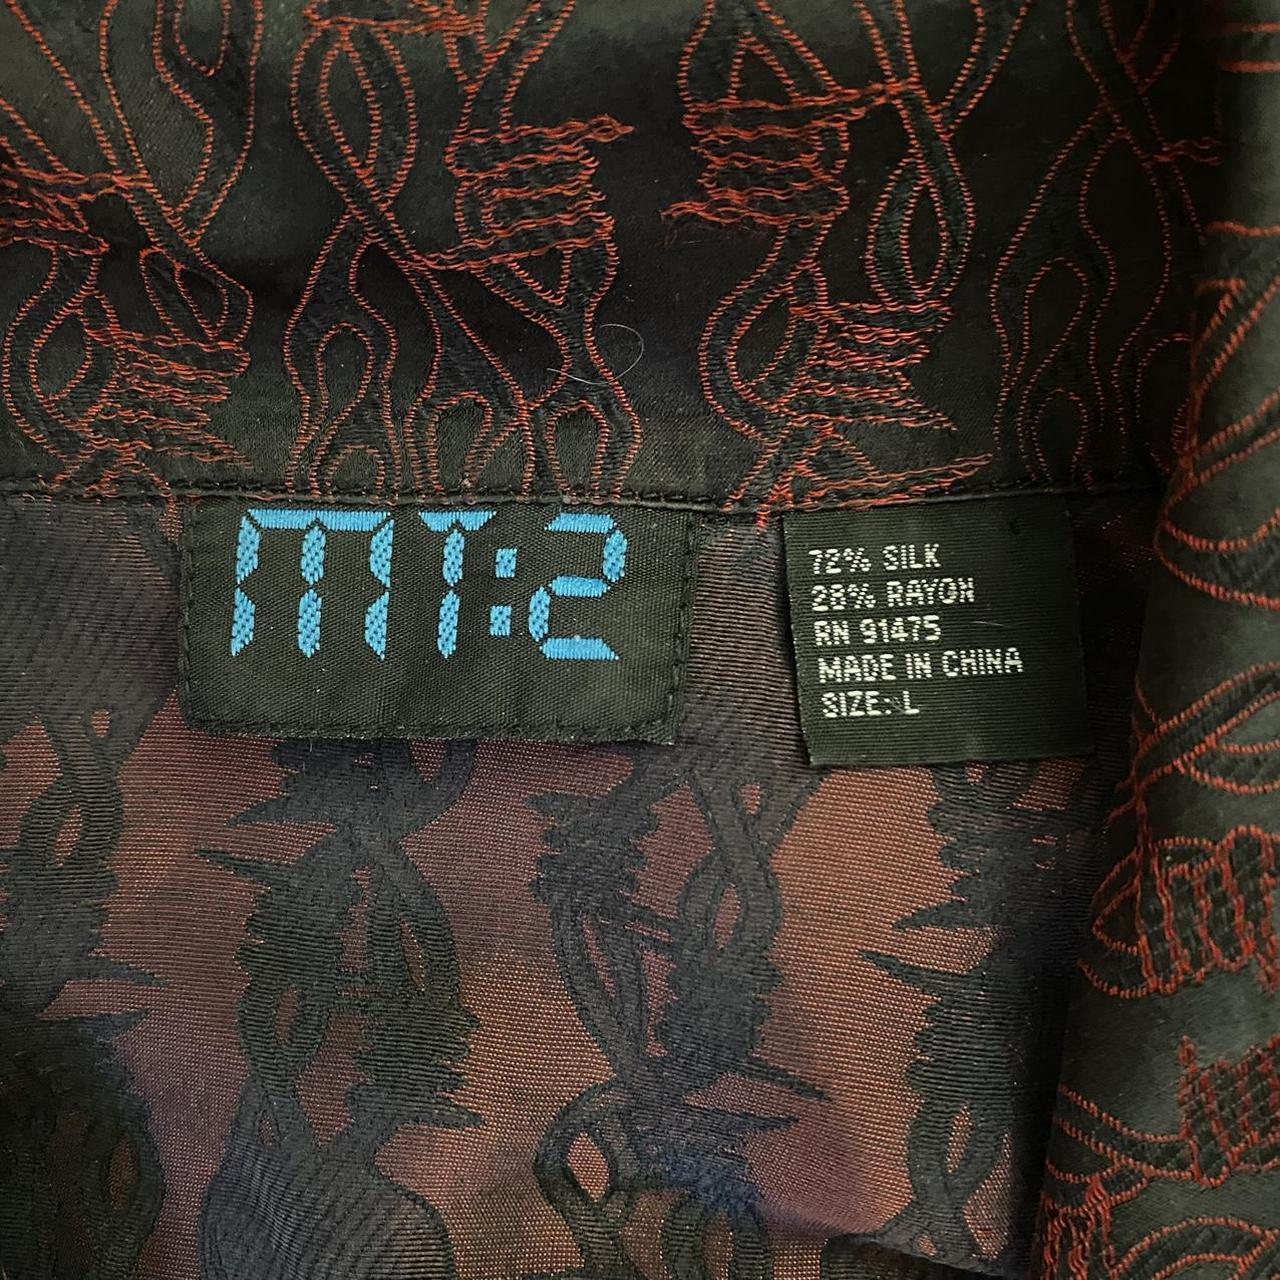 MT:2
72% SILK
28% RAYON
RN 91475
MADE IN CHINA
SIZE: L